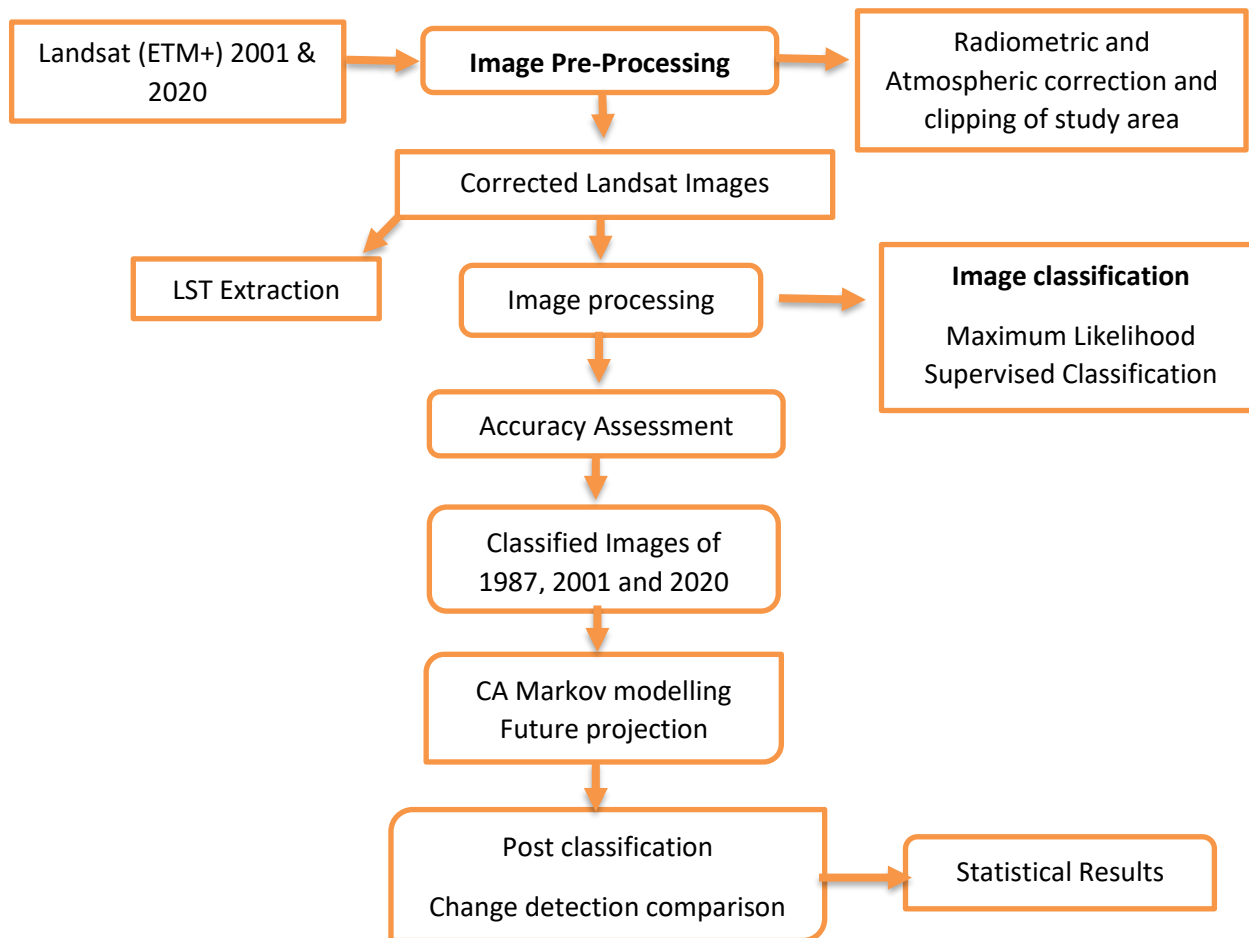 Landsat (ETM+) 2001 &
2020
Image Pre-Processing
Radiometric and
Atmospheric correction and
clipping of study area
Corrected Landsat Images
LST Extraction
Image processing
Image classification
Maximum Likelihood
Supervised Classification
Accuracy Assessment
Classified Images of
1987, 2001 and 2020
CA Markov modelling
Future projection
Post classification
Change detection comparison
Statistical Results